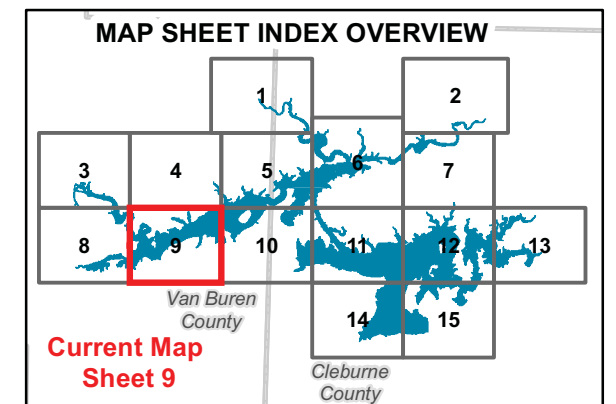 MAP SHEET INDEX OVERVIEW
1
2
3
4
5
6
7
8
9
10
11
12
13
Van Buren
County
14
15
Current Map
Sheet 9
Cleburne
County